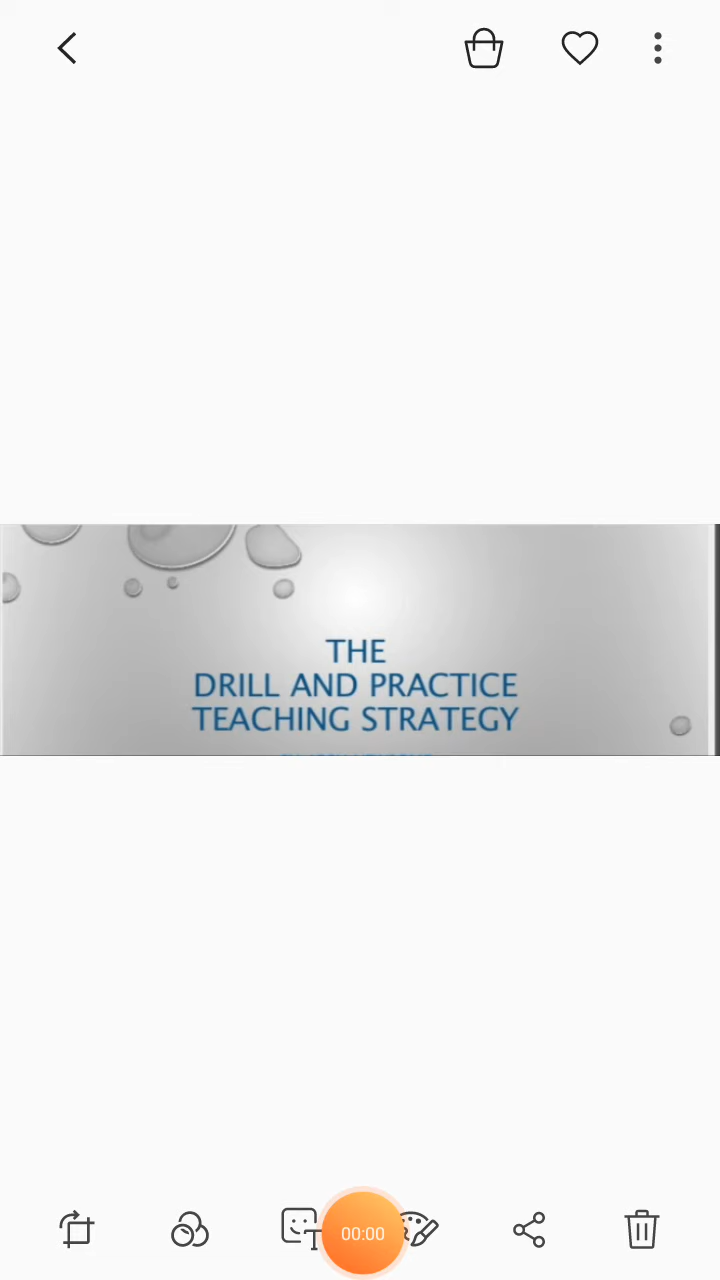 THE
DRILL AND PRACTICE
TEACHING STRATEGY
00:00